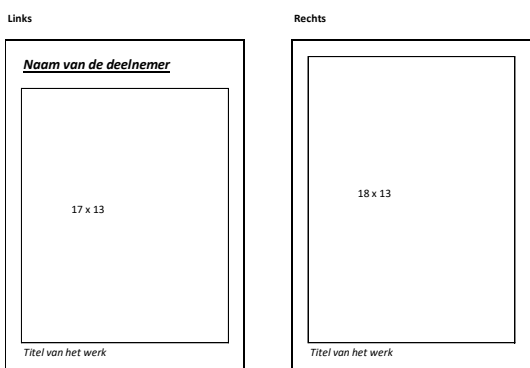 Links
Naam van de deelnemer
17 x 13
Titel van het werk
Rechts
18 x 13
Titel van het werk